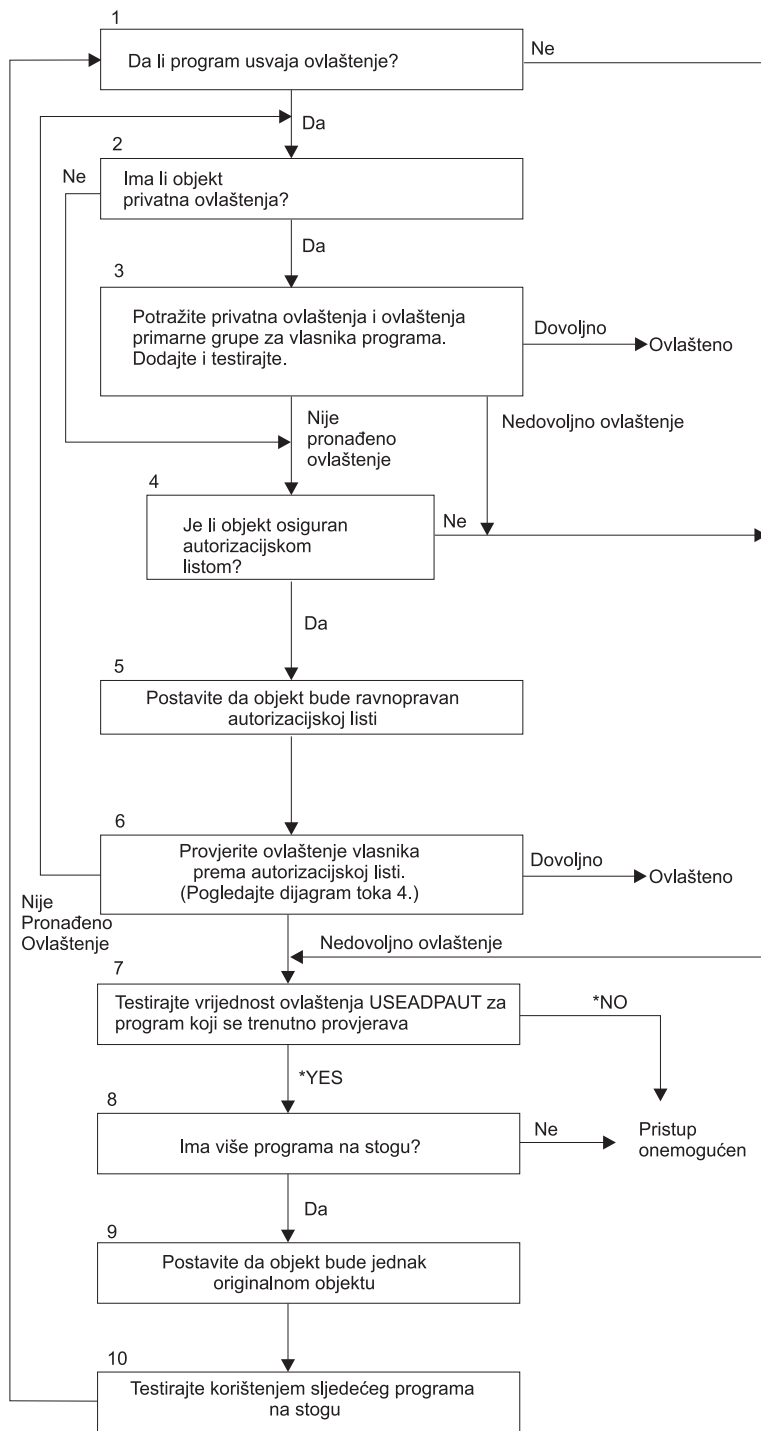 1
Da li program usvaja ovlaštenje?
Ne
Da
2
Ne
Ima li objekt
privatna ovlaštenja?
Da
3
Potražite privatna ovlaštenja i ovlaštenja
primarne grupe za vlasnika programa.
Dodajte i testirajte.
Dovoljno
Ovlašteno
Nije
pronađeno
ovlaštenje
Nedovoljno ovlaštenje
4
Je li objekt osiguran
autorizacijskom
listom?
Ne
Da
5
Postavite da objekt bude ravnopravan
autorizacijskoj listi
6
Provjerite ovlaštenje vlasnika
prema autorizacijskoj listi.
(Pogledajte dijagram toka 4.)
Dovoljno
Ovlašteno
Nije
Pronađeno
Ovlaštenje
Nedovoljno ovlaštenje
7
Testirajte vrijednost ovlaštenja USEADPAUT za
program koji se trenutno provjerava
*NO
*YES
8
Ima više programa na stogu?
Ne
Pristup
onemogućen
Da
9
Postavite da objekt bude jednak
originalnom objektu
10
Testirajte korištenjem sljedećeg programa
na stogu